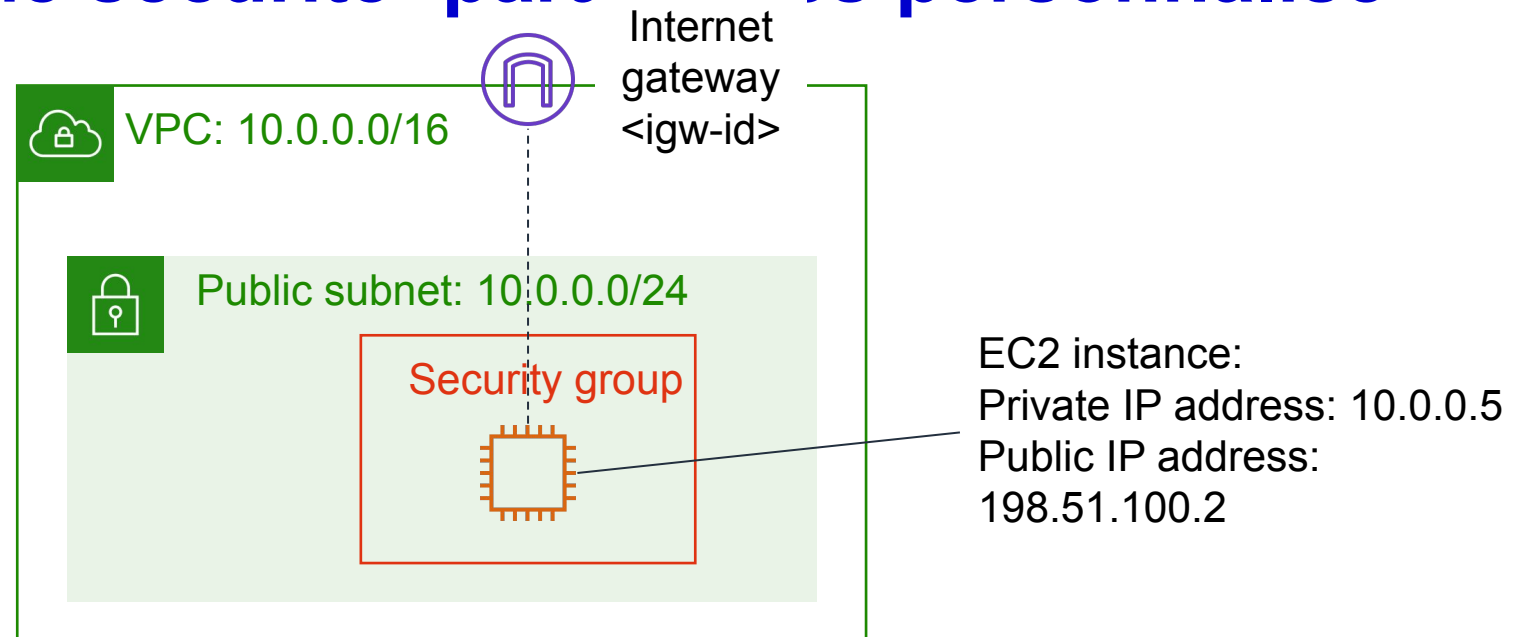 Internet
gateway
<igw-id>
VPC: 10.0.0.0/16
Public subnet: 10.0.0.0/24
Security group
EC2 instance:
Private IP address: 10.0.0.5
Public IP address:
198.51.100.2